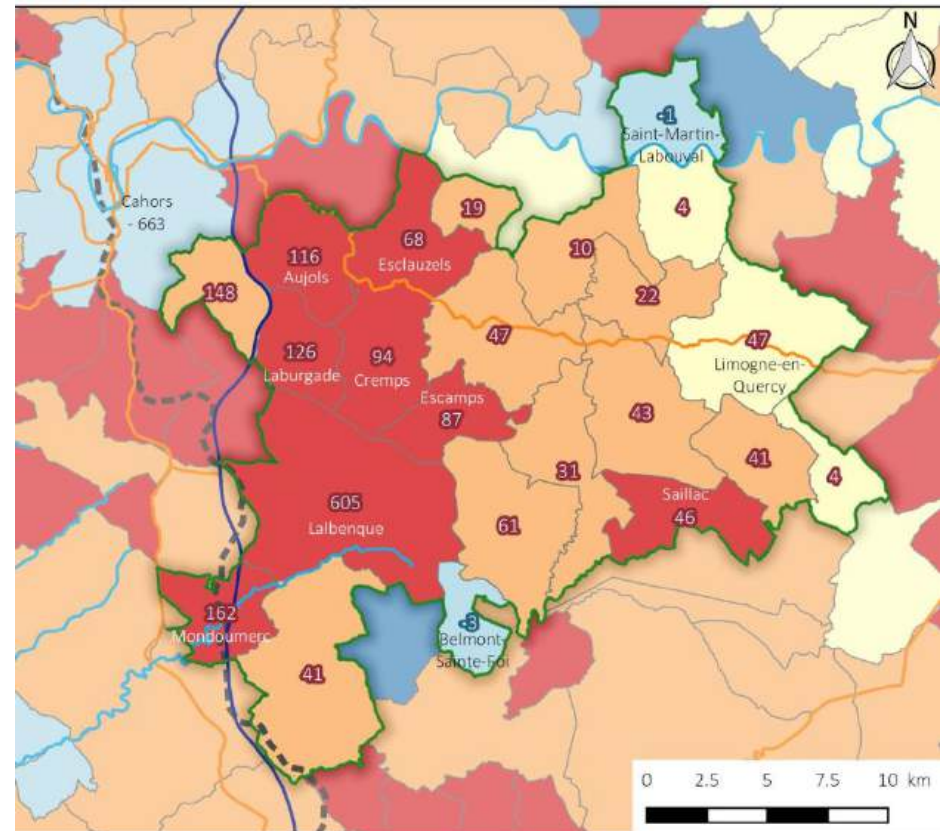 N
-1
Saint-Martin-
Labouval
Cahors
- 663
19
4
68
Esclauzels
116
Aujols
10
148
22
47
47
Limogne-en-
Quercy
126
Laburgade
94
Cremps
Escamps
87
43
41
31
4
Saillac
46
605
Lalbenque
61
162
Mondoumerc
-3
Belmont-
Sainte-Foi
41
0 2.5 5 7.5 10 km